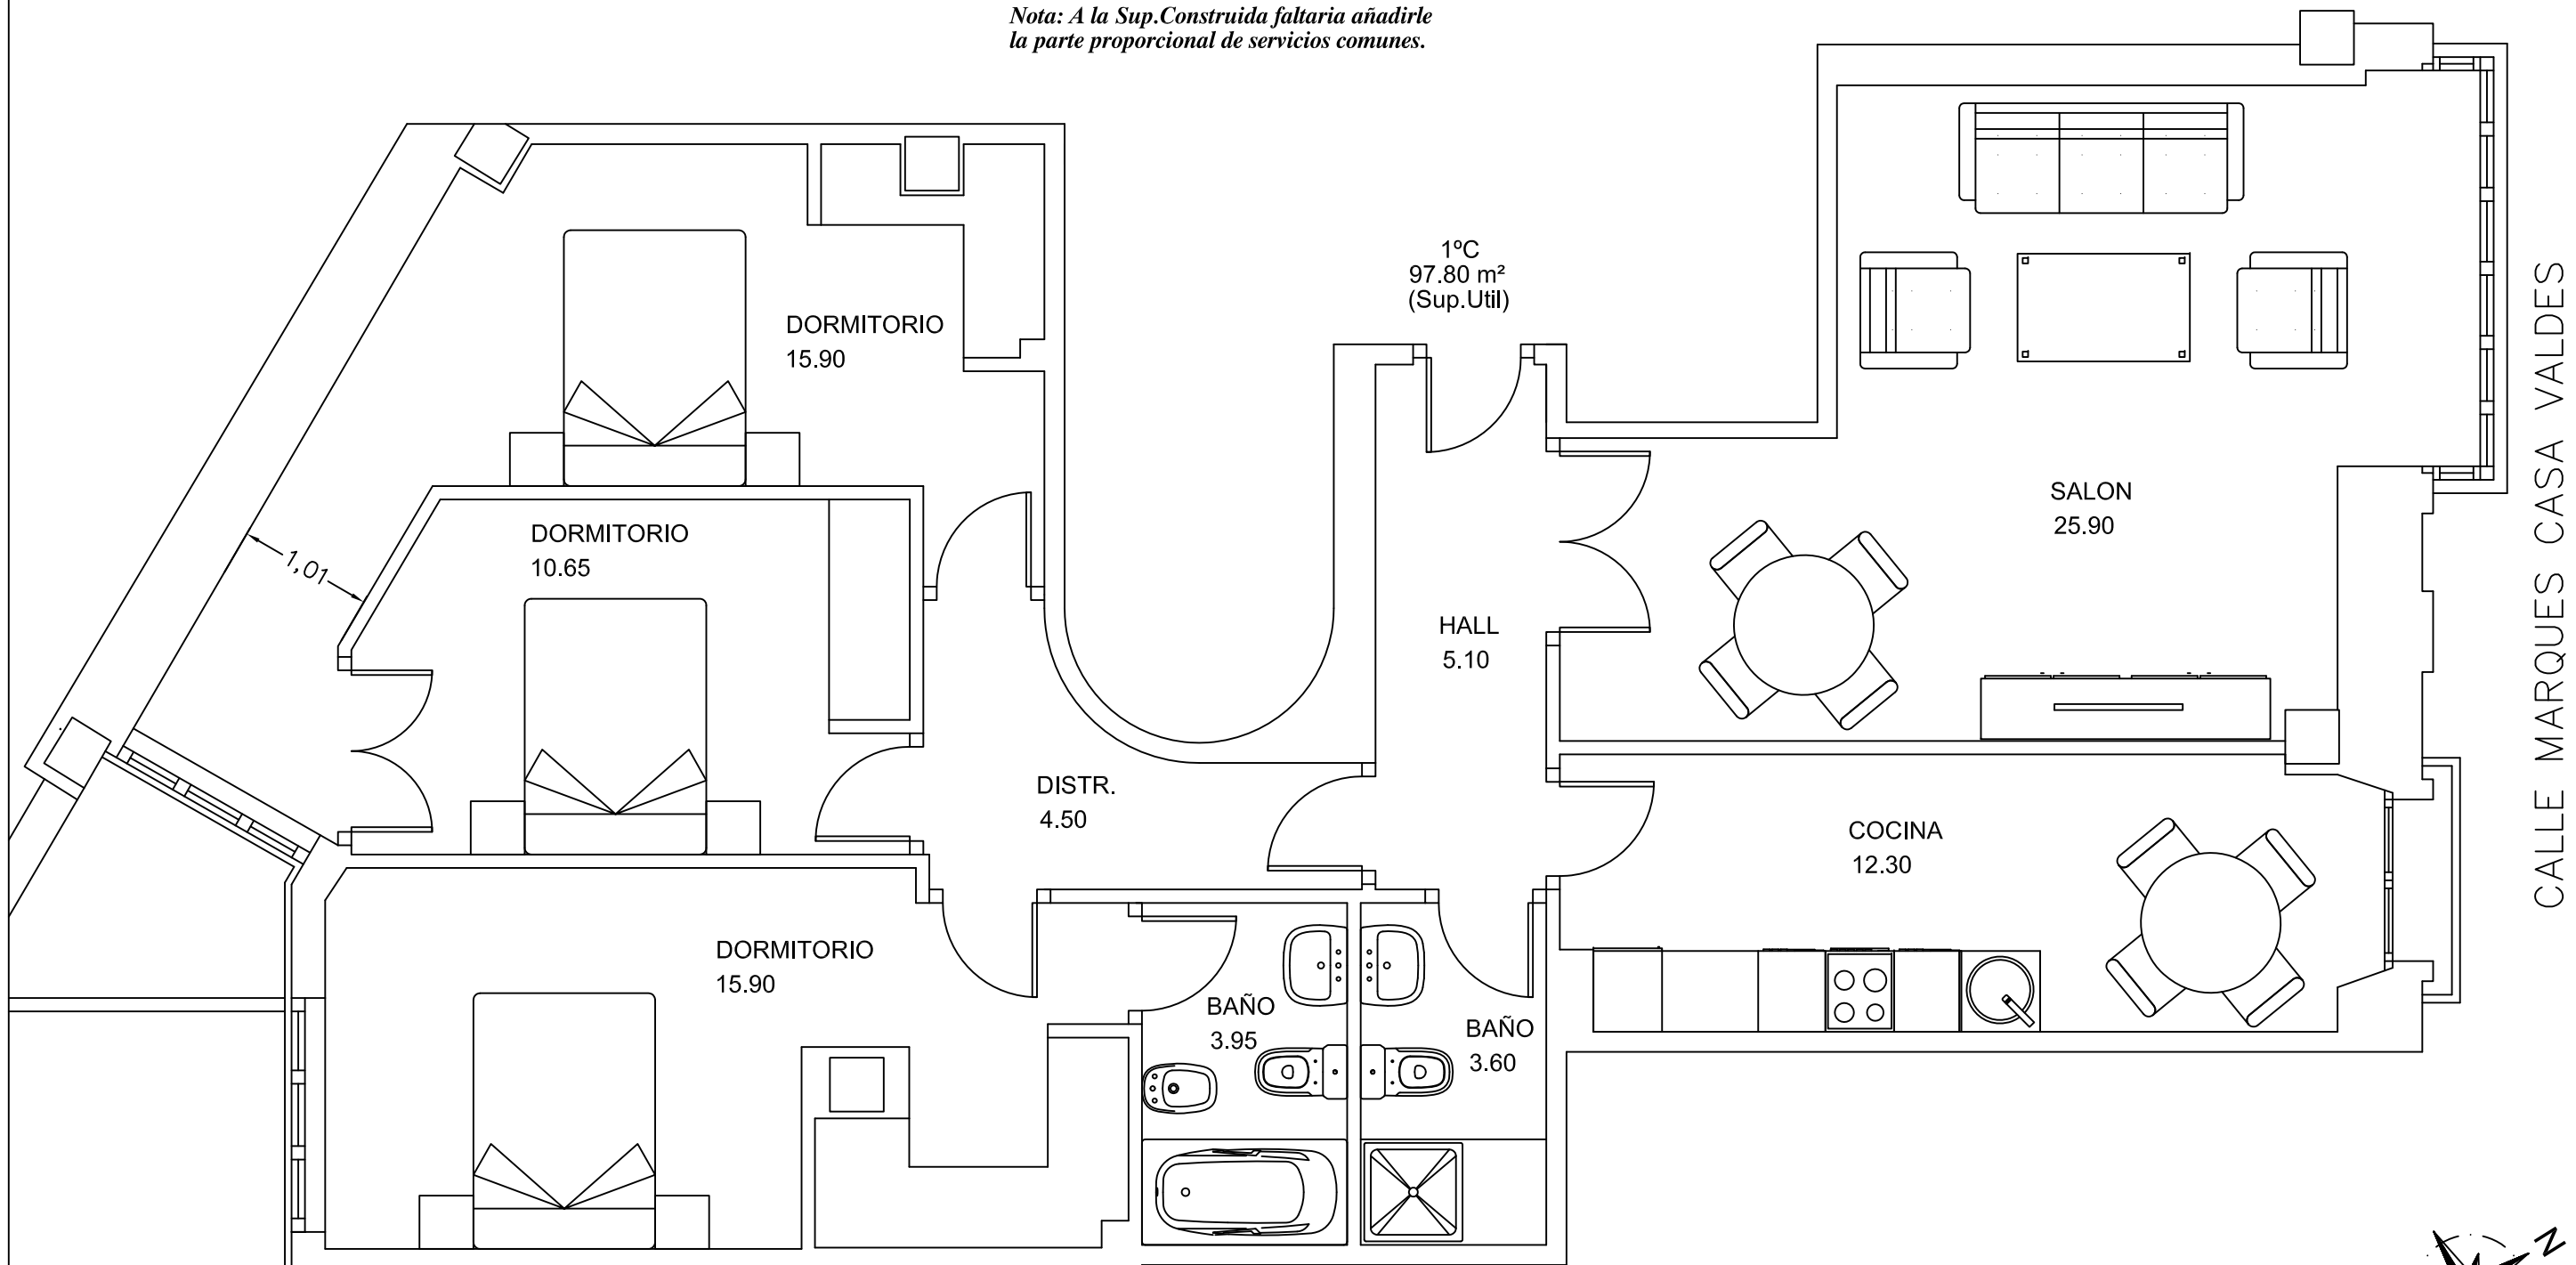 Nota: A la Sup.Construida faltaria añadirle
la parte proporcional de servicios comunes.
1ºC
97.80 m²
(Sup.Util)
DORMITORIO
15.90
DORMITORIO
10.65
1,01
SALON
25.90
HALL
5.10
DISTR.
4.50
COCINA
12.30
DORMITORIO
15.90
BAÑO
3.95
BAÑO
3.60
CALLE MARQUES CASA VALDES
N